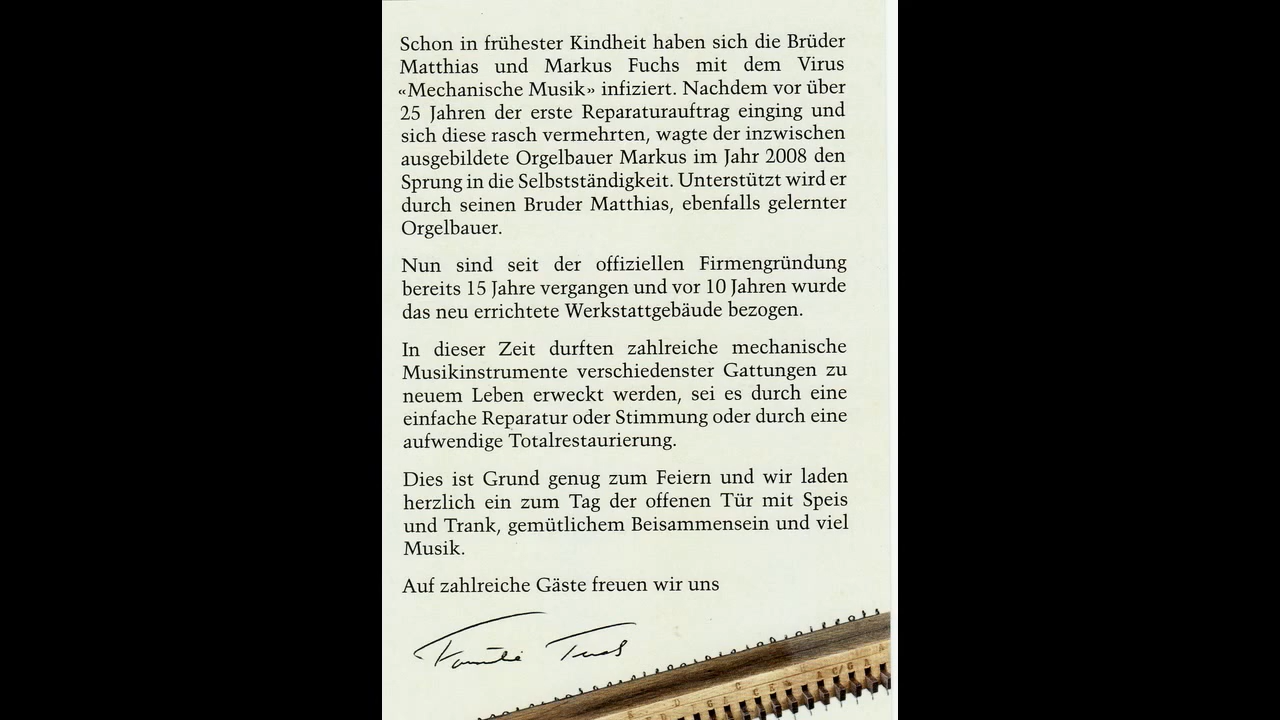 Schon in frühester Kindheit haben sich die Brüder
Matthias und Markus Fuchs mit dem Virus
«Mechanische Musik» infiziert. Nachdem vor über
25 Jahren der erste Reparaturauftrag einging und
sich diese rasch vermehrten, wagte der inzwischen
ausgebildete Orgelbauer Markus im Jahr 2008 den
Sprung in die Selbstständigkeit. Unterstützt wird er
durch seinen Bruder Matthias, ebenfalls gelernter
Orgelbauer.
Nun sind seit der offiziellen Firmengründung
bereits 15 Jahre vergangen und vor 10 Jahren wurde
das neu errichtete Werkstattgebäude bezogen.
In dieser Zeit durften zahlreiche mechanische
Musikinstrumente verschiedenster Gattungen zu
neuem Leben erweckt werden, sei es durch eine
einfache Reparatur oder Stimmung oder durch eine
aufwendige Totalrestaurierung.
Dies ist Grund genug zum Feiern und wir laden
herzlich ein zum Tag der offenen Tür mit Speis
und Trank, gemütlichem Beisammensein und viel
Musik.
Auf zahlreiche Gäste freuen wir uns
Familie Fuchs